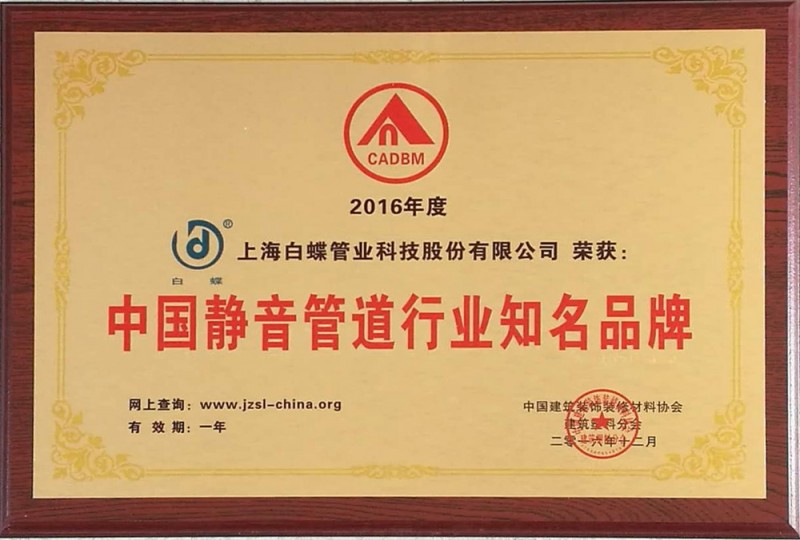 CADBM
2016年度
上海白蝶管业科技股份有限公司 荣获：
白 蝶
中国静音管道行业知名品牌
网上查询：www.jzsl-china.org
有 效 期：一年
中国建筑装饰装修材料协会
建筑塑料分会
二零一六年十二月